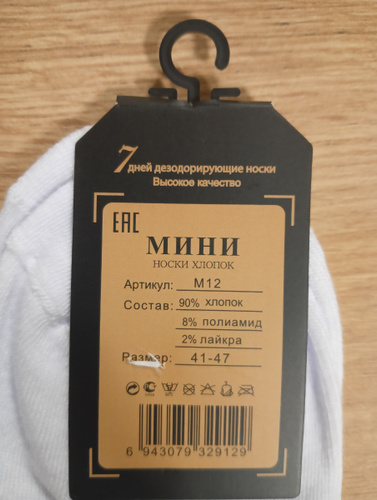 7 дней дезодорирующие носки
Высокое качество
ЕАС
МИНИ
НОСКИ ХЛОПОК
Артикул: М12
Состав: 90% хлопок
8% полиамид
2% лайкра
Размер: 41-47
6 943079 329129